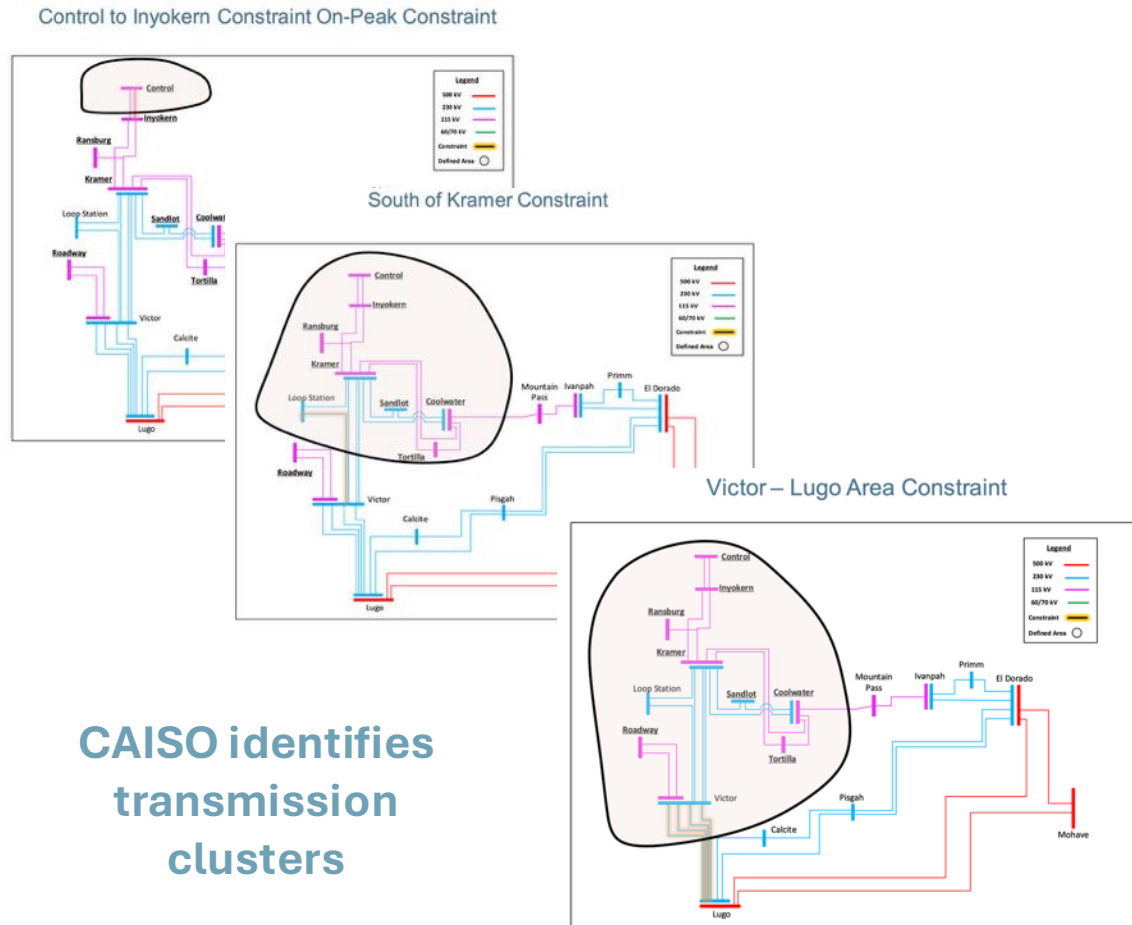 Control to Inyokern Constraint On-Peak Constraint
Legend
500 kV
230 kV
115 kV
60/70 kV
Constraint
Defined Area
Control
Inyokern
Ransburg
Kramer
Loop Station
Sandlot
Coolwat
Roadway
Tortilla
Victor
Calcite
Lugo
South of Kramer Constraint
Legend
500 kV
230 kV
115 kV
60/70 kV
Constraint
Defined Area
Control
Inyokern
Ransburg
Kramer
Loop Station
Sandlot
Coolwater
Mountain
Pass
Ivanpah
Primm
El Dorado
Tortilla
Roadway
Victor
Pisgah
Calcite
Lugo
Victor – Lugo Area Constraint
Legend
500 kV
230 kV
115 kV
60/70 kV
Constraint
Defined Area
Control
Inyokern
Ransburg
Kramer
Loop Station
Sandlot
Coolwater
Mountain
Pass
Ivanpah
Primm
El Dorado
Roadway
Tortilla
Victor
Pisgah
Calcite
Mohave
Lugo
CAISO identifies
transmission
clusters